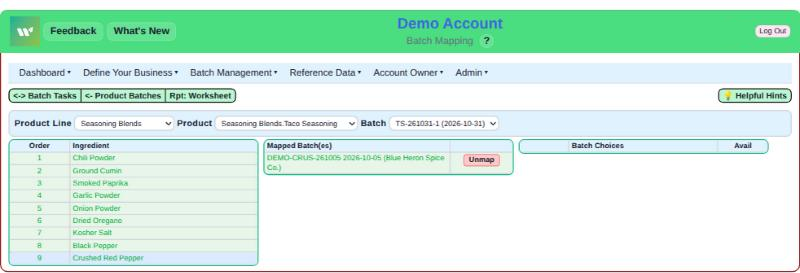 Demo Account
Feedback What's New
Batch Mapping ?
Log Out
Dashboard Define Your Business Batch Management Reference Data Account Owner Admin
<-> Batch Tasks <- Product Batches Rpt: Worksheet
Helpful Hints
Product Line Seasoning Blends Product Seasoning Blends.Taco Seasoning Batch TS-261031-1 (2026-10-31)
Order Ingredient
1 Chili Powder
2 Ground Cumin
3 Smoked Paprika
4 Garlic Powder
5 Onion Powder
6 Dried Oregano
7 Kosher Salt
8 Black Pepper
9 Crushed Red Pepper
Mapped Batch(es)
DEMO-CRUS-261005 2026-10-05 (Blue Heron Spice
Co.)
Unmap
Batch Choices Avail